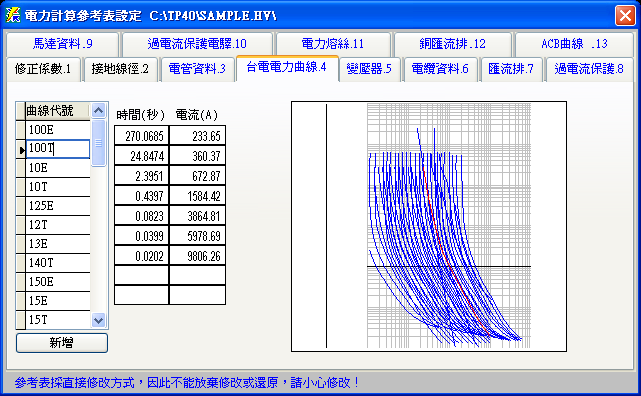 電力計算參考表設定 C:\TP40\SAMPLE.HV\
馬達資料.9 過電流保護電驛.10 電力熔絲.11 銅匯流排.12 ACB曲線 .13
修正係數.1 接地線徑.2 電管資料.3 台電電力曲線.4 變壓器.5 電纜資料.6 匯流排.7 過電流保護.8
曲線代號 時間(秒) 電流(A)
100E 270.0685 233.65
100T 24.8474 360.37
10E 2.3951 672.87
10T 0.4397 1584.42
125E 0.0823 3864.81
12T 0.0399 5978.69
13E 0.0202 9806.26
140T
150E
15E
15T
新增
參考表採直接修改方式，因此不能放棄修改或還原，請小心修改！